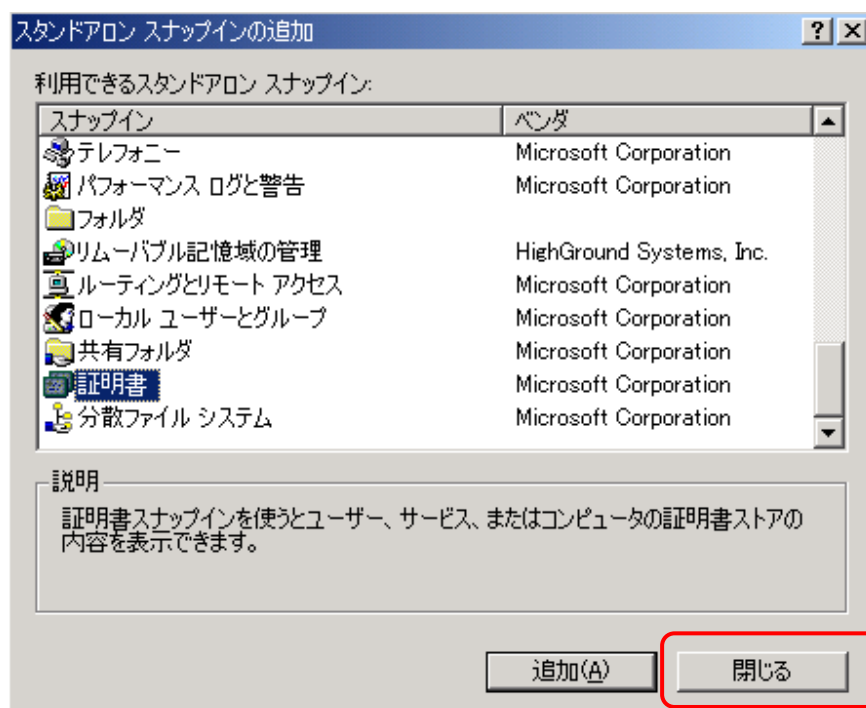 スタンドアロン スナップインの追加
利用できるスタンドアロン スナップイン:
スナップイン ベンダ
テレフォニー Microsoft Corporation
パフォーマンス ログと警告 Microsoft Corporation
フォルダ
リムーバブル記憶域の管理 HighGround Systems, Inc.
ルーティングとリモート アクセス Microsoft Corporation
ローカル ユーザーとグループ Microsoft Corporation
共有フォルダ Microsoft Corporation
証明書 Microsoft Corporation
分散ファイル システム Microsoft Corporation
説明
証明書スナップインを使うとユーザー、サービス、またはコンピュータの証明書ストアの
内容を表示できます。
追加(A) 閉じる